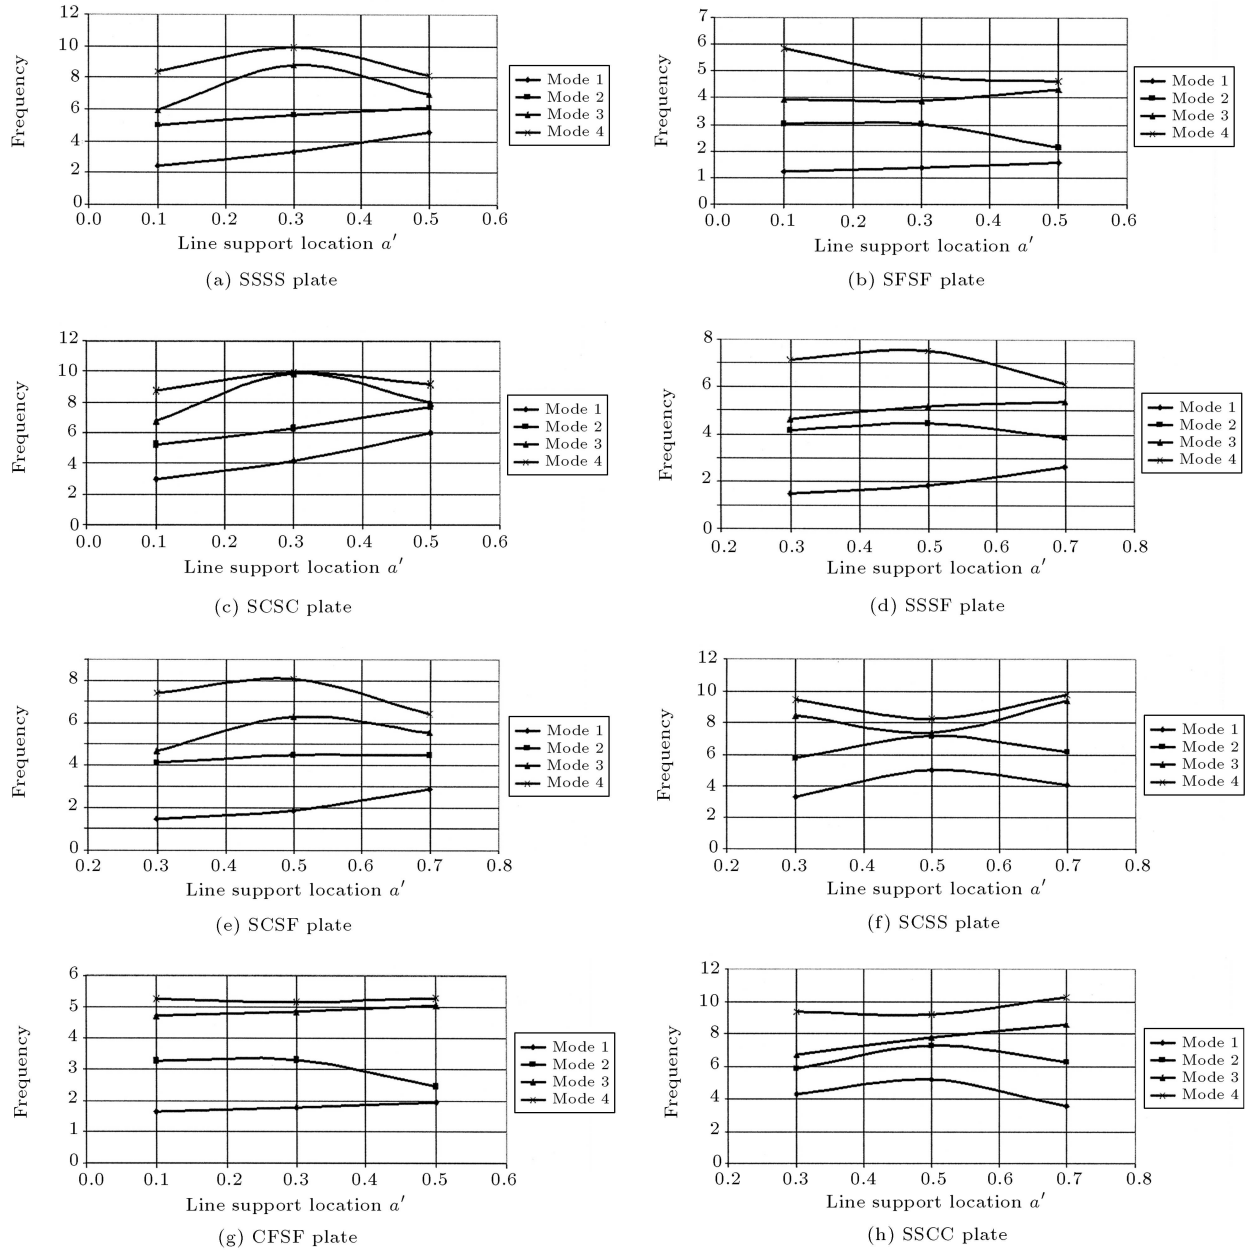 12
10
8
6
4
2
0
Frequency
0.0 0.1 0.2 0.3 0.4 0.5 0.6
Line support location a′
Mode 1
Mode 2
Mode 3
Mode 4
(a) SSSS plate
7
6
5
4
3
2
1
0
Frequency
0.0 0.1 0.2 0.3 0.4 0.5 0.6
Line support location a′
Mode 1
Mode 2
Mode 3
Mode 4
(b) SFSF plate
12
10
8
6
4
2
0
Frequency
0.0 0.1 0.2 0.3 0.4 0.5 0.6
Line support location a′
Mode 1
Mode 2
Mode 3
Mode 4
(c) SCSC plate
8
6
4
2
0
Frequency
0.2 0.3 0.4 0.5 0.6 0.7 0.8
Line support location a′
Mode 1
Mode 2
Mode 3
Mode 4
(d) SSSF plate
8
6
4
2
0
Frequency
0.2 0.3 0.4 0.5 0.6 0.7 0.8
Line support location a′
Mode 1
Mode 2
Mode 3
Mode 4
(e) SCSF plate
12
10
8
6
4
2
0
Frequency
0.2 0.3 0.4 0.5 0.6 0.7 0.8
Line support location a′
Mode 1
Mode 2
Mode 3
Mode 4
(f) SCSS plate
6
5
4
3
2
1
0
Frequency
0.0 0.1 0.2 0.3 0.4 0.5 0.6
Line support location a′
Mode 1
Mode 2
Mode 3
Mode 4
(g) CFSF plate
12
10
8
6
4
2
0
Frequency
0.2 0.3 0.4 0.5 0.6 0.7 0.8
Line support location a′
Mode 1
Mode 2
Mode 3
Mode 4
(h) SSCC plate